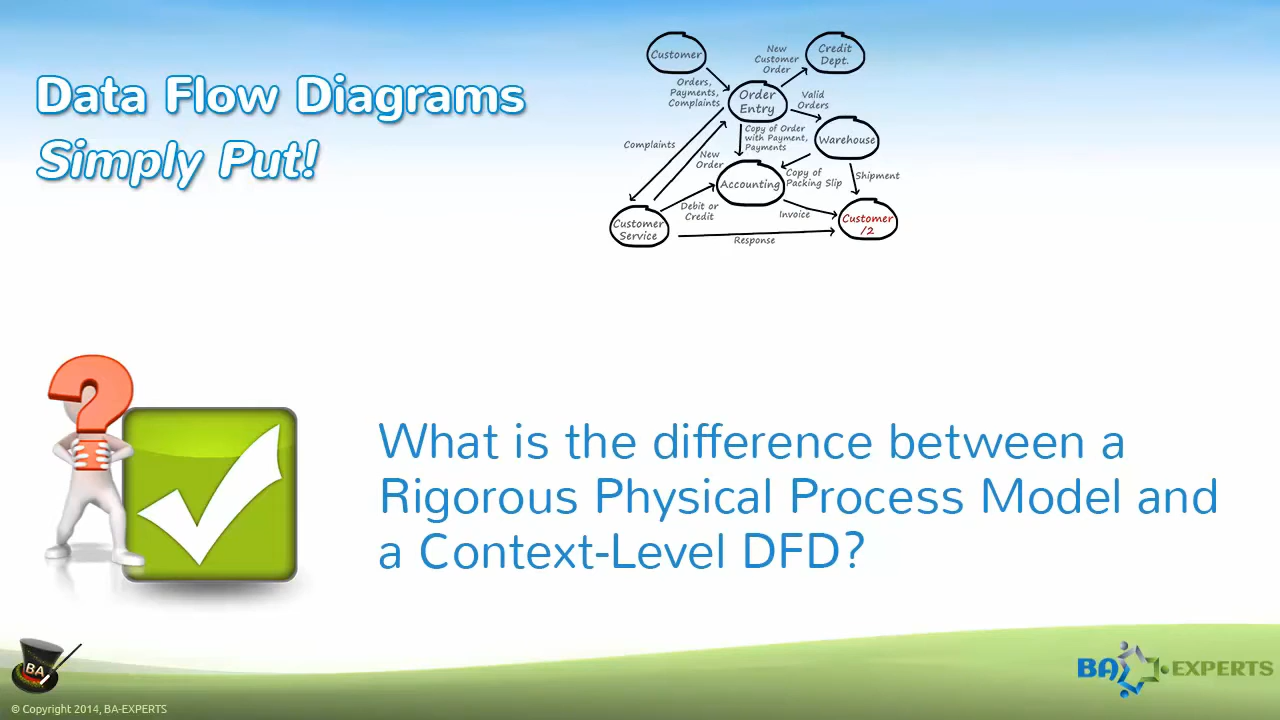 Data Flow Diagrams
Simply Put!
Customer
New
Customer
Order
Credit
Dept.
Orders,
Payments,
Complaints
Order
Entry
Valid
Orders
Complaints
New
Order
Copy of Order
with Payment,
Payments
Warehouse
Accounting
Copy of
Packing Slip
Shipment
Debit or
Credit
Invoice
Customer
Service
Response
Customer
/2
?
What is the difference between a
Rigorous Physical Process Model and
a Context-Level DFD?
BA
© Copyright 2014, BA-EXPERTS
BA EXPERTS